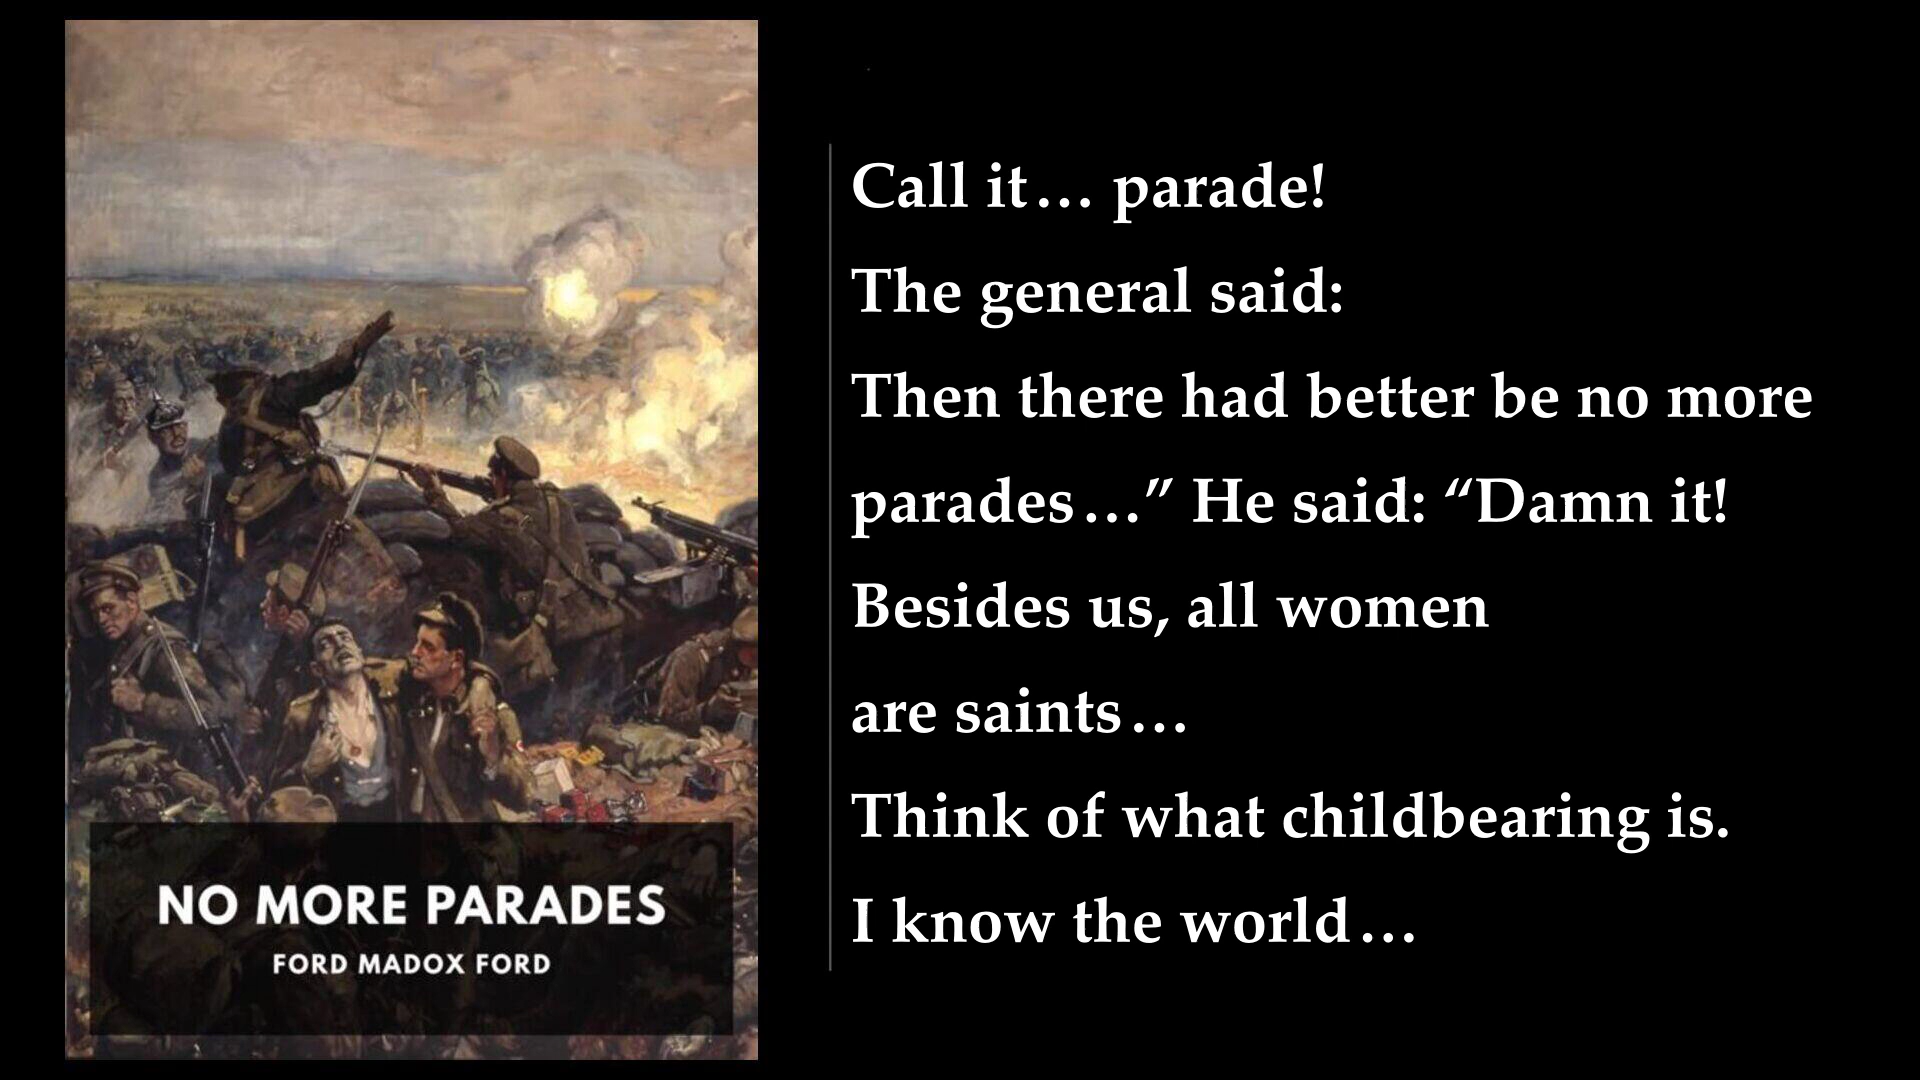 NO MORE PARADES
FORD MADOX FORD
Call it… parade!
The general said:
Then there had better be no more
parades…” He said: “Damn it!
Besides us, all women
are saints…
Think of what childbearing is.
I know the world…